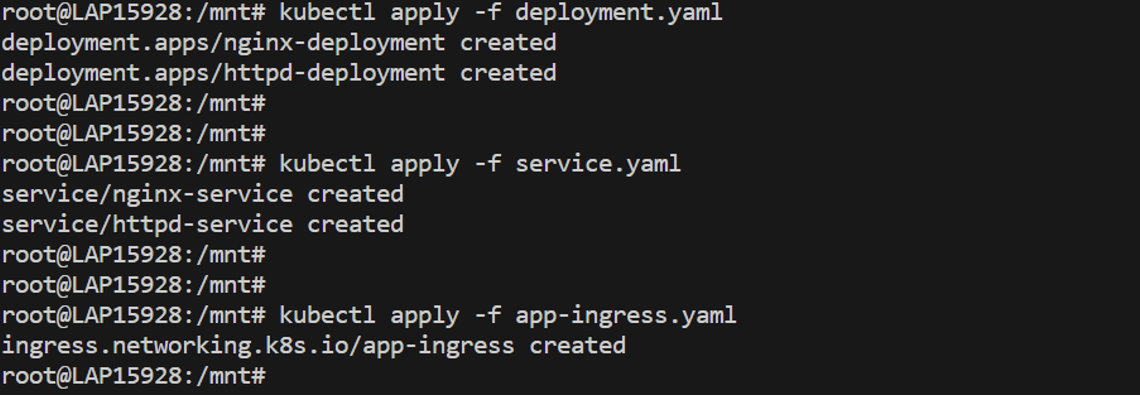 root@LAP15928:/mnt# kubectl apply -f deployment.yaml
deployment.apps/nginx-deployment created
deployment.apps/httpd-deployment created
root@LAP15928:/mnt#
root@LAP15928:/mnt#
root@LAP15928:/mnt# kubectl apply -f service.yaml
service/nginx-service created
service/httpd-service created
root@LAP15928:/mnt#
root@LAP15928:/mnt#
root@LAP15928:/mnt# kubectl apply -f app-ingress.yaml
ingress.networking.k8s.io/app-ingress created
root@LAP15928:/mnt#